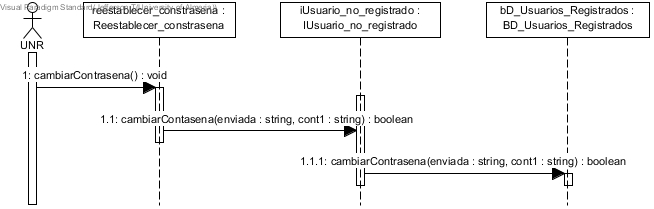 Visual Paradigm Standard
reestablecer_constrasena :
Reestablecer_constrasena
iUsuario_no_registrado :
IUsuario_no_registrado
bD_Usuarios_Registrados :
BD_Usuarios_Registrados
UNR
1: cambiarContrasena() : void
1.1: cambiarContasena(enviada : string, cont1 : string) : boolean
1.1.1: cambiarContrasena(enviada : string, cont1 : string) : boolean